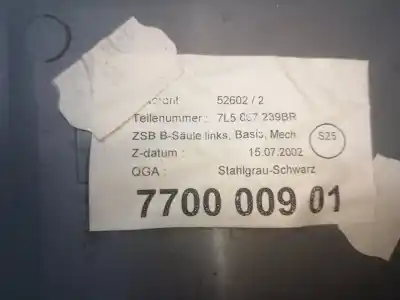 52602 / 2
Teilenummer : 7L5 867 239BR
ZSB B-Säule links, Basis, Mech.
S25
Z-datum : 15.07.2002
QGA : Stahlgrau-Schwarz
7700 009 01